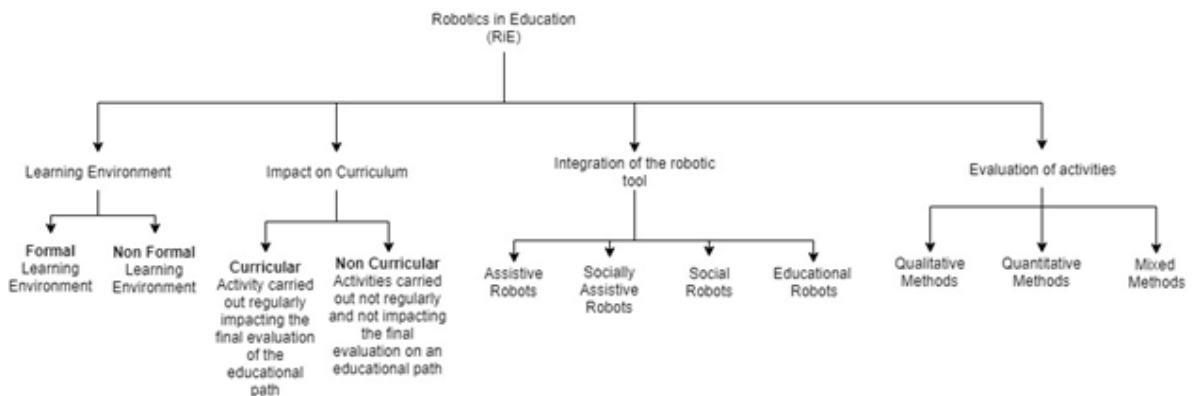 Robotics in Education
(RiE)
Learning Environment
Impact on Curriculum
Integration of the robotic
tool
Evaluation of activities
Formal
Learning
Environment
Non Formal
Learning
Environment
Curricular
Activity carried
out regularly
impacting the
final evaluation
of the
educational
path
Non Curricular
Activities carried
out not regularly
and not impacting
the final
evaluation on an
educational path
Assistive
Robots
Socially
Assistive
Robots
Social
Robots
Educational
Robots
Qualitative
Methods
Quantitative
Methods
Mixed
Methods